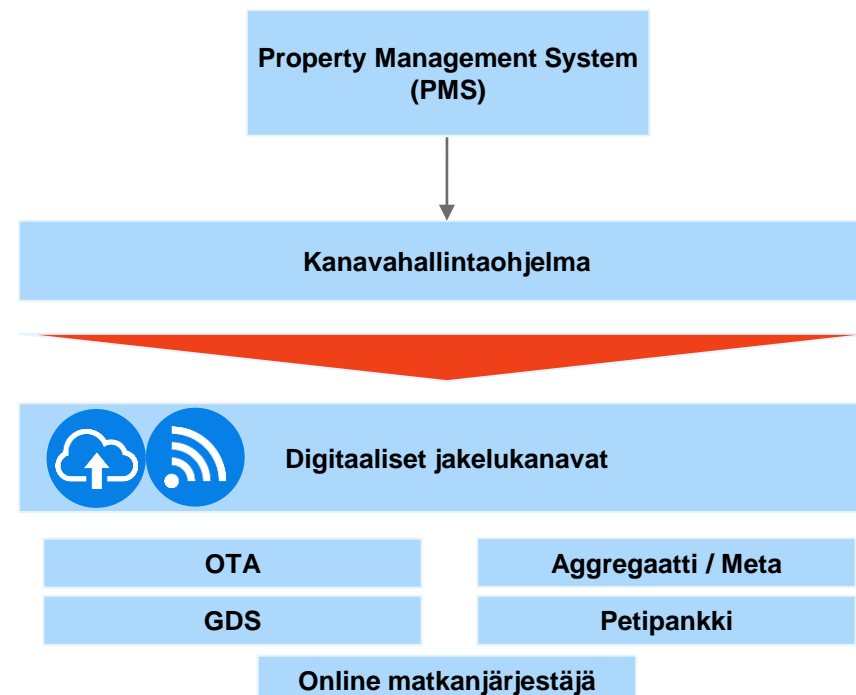 Property Management System
(PMS)
Kanavahallintaohjelma
Digitaaliset jakelukanavat
OTA
Aggregaatti / Meta
GDS
Petipankki
Online matkanjärjestäjä